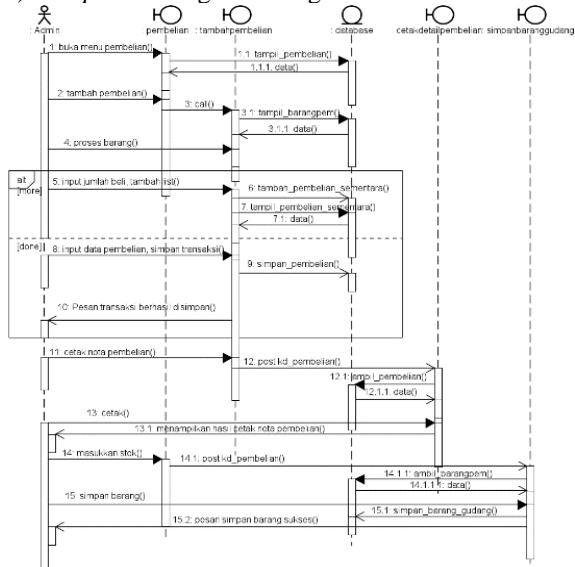 : Admin
pembelian
: tambahpembelian
: database
cetakdetailpembelian:
simpanbaranggudang:
1: buka menu pembelian()
1.1: tampil_pembelian()
1.1.1: data()
2: tambah pembelian()
3: call()
3.1: tampil_barangpem()
3.1.1: data()
4: proses barang()
alt
[more]
5: input jumlah beli, tambah list()
6: tambah_pembelian_sementara()
7: tampil_pembelian_sementara()
7.1: data()
[done]
8: input data pembelian, simpan transaksi()
9: simpan_pembelian()
10: Pesan transaksi berhasil disimpan()
11: cetak nota pembelian()
12: post kd_pembelian()
12.1: ampil_pembelian()
12.1.1: data()
13: cetak()
13.1: menampilkan hasil cetak nota pembelian()
14: masukkan stok()
14.1: post kd_pembelian()
14.1.1: ambil_barangpem()
14.1.1.1: data()
15: simpan barang()
15.1: simpan_barang_gudang()
15.2: pesan simpan barang sukses()